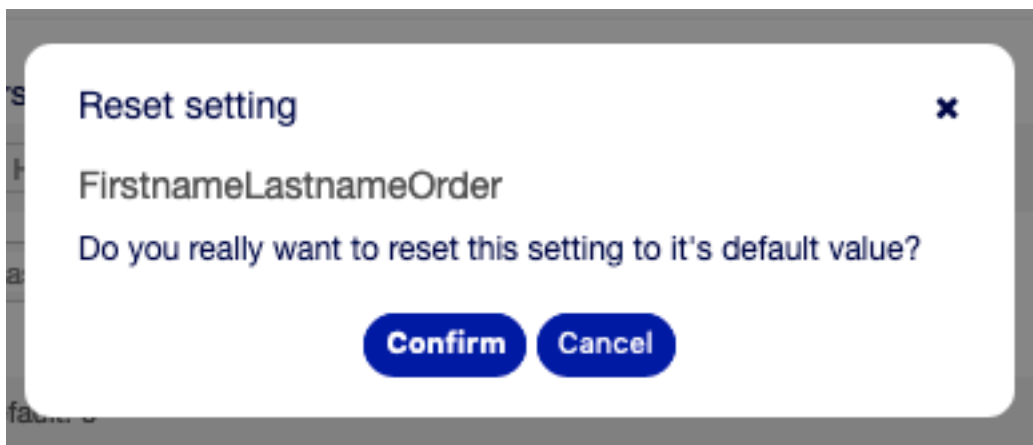 Reset setting
FirstnameLastnameOrder
Do you really want to reset this setting to it's default value?
Confirm Cancel